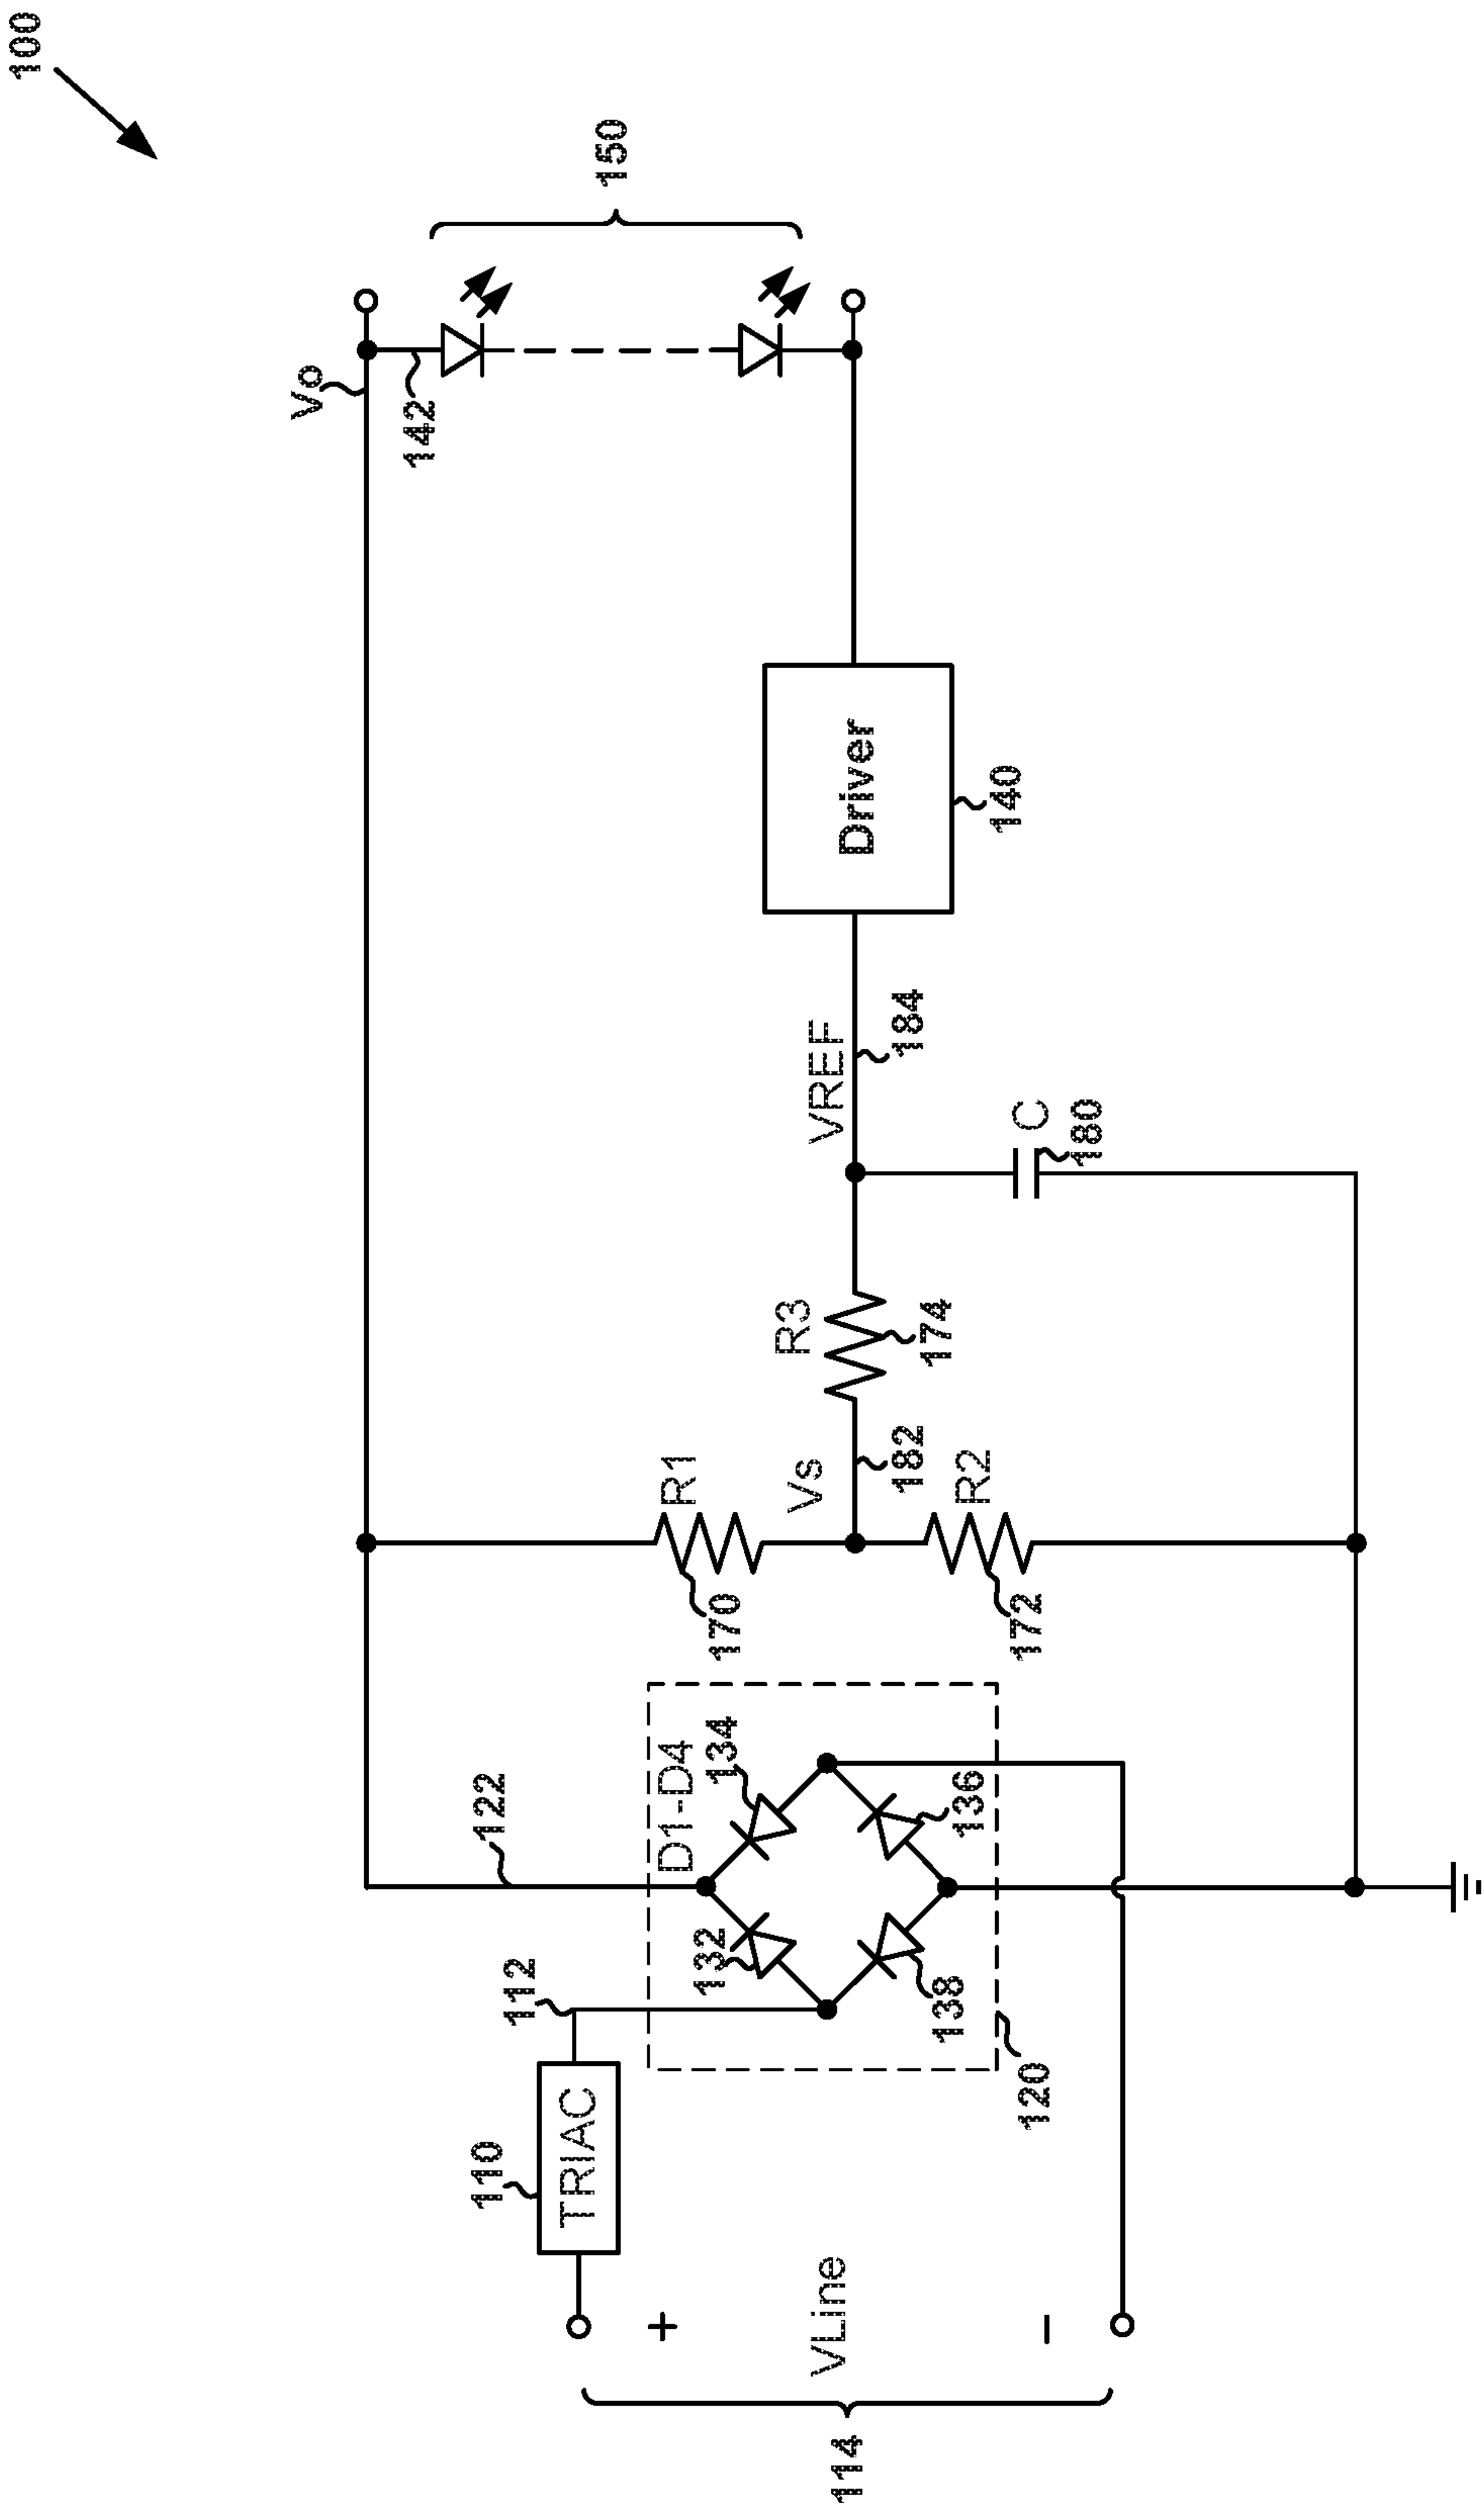 100
Vo
142
150
122
112
110
TRIAC
+
VLine
-
114
D1-D4
132
134
136
138
120
R1
170
Vs
182
R2
172
R3
174
VREF
184
C
180
Driver
140